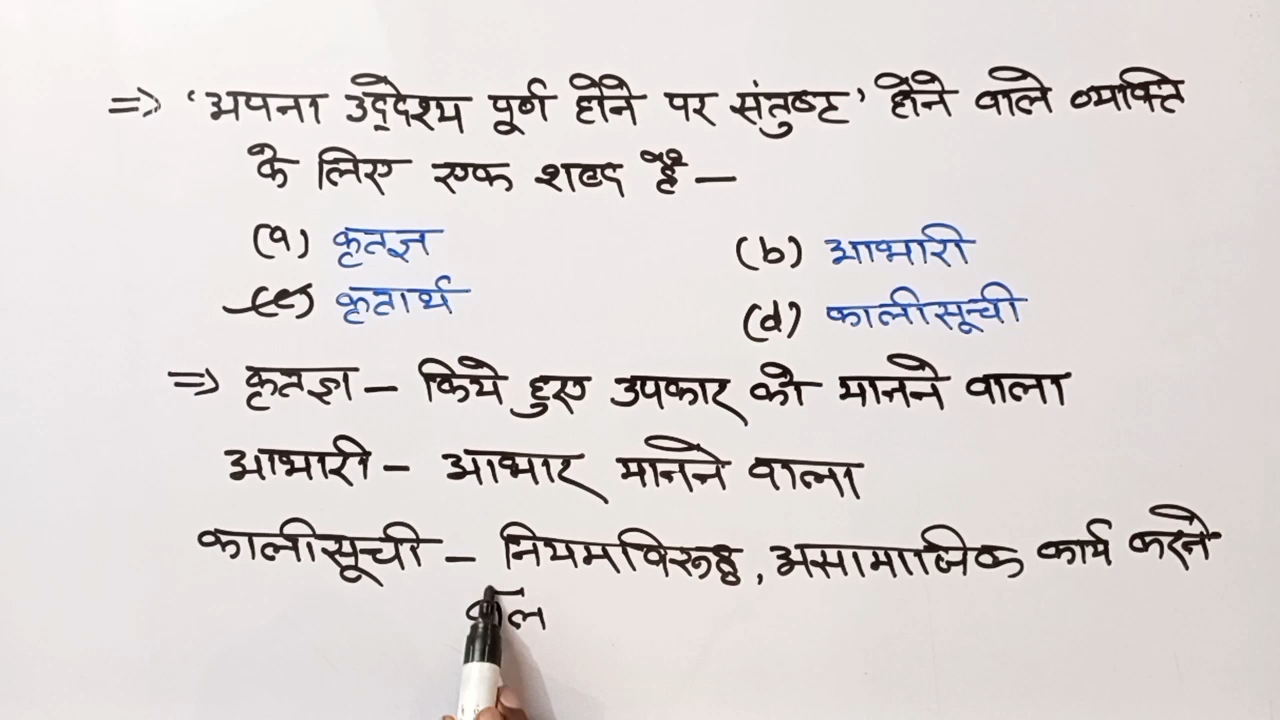 => 'अपना उद्देश्य पूर्ण होने पर संतुष्ट' होने वाले व्यक्ति
के लिए एक शब्द है –
(a) कृतज्ञ (b) आभारी
(c) कृतार्थ (d) कालीसूची
=> कृतज्ञ – किये हुए उपकार को मानने वाला
आभारी – आभार मानने वाला
कालीसूची – नियमविरुद्ध, असामाजिक कार्य करने
वाल